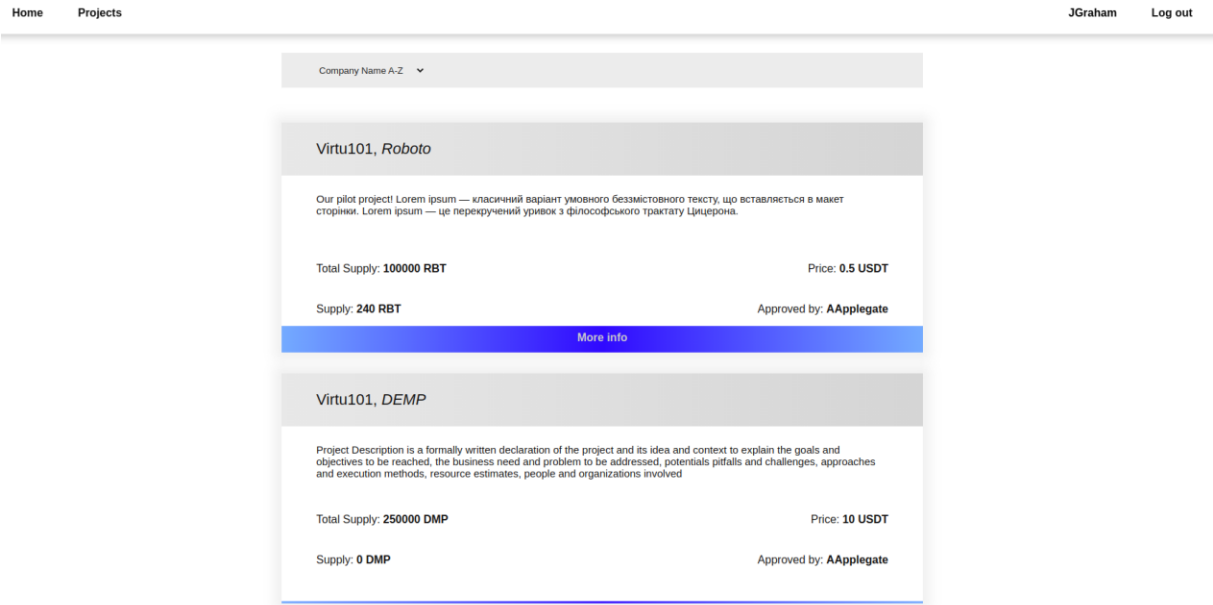 Home Projects JGraham Log out
Company Name A-Z
Virtu101, Roboto
Our pilot project! Lorem ipsum — класичний варіант умовного беззмістовного тексту, що вставляється в макет
сторінки. Lorem ipsum — це перекручений уривок з філософського трактату Цицерона.
Total Supply: 100000 RBT Price: 0.5 USDT
Supply: 240 RBT Approved by: AApplegate
More info
Virtu101, DEMP
Project Description is a formally written declaration of the project and its idea and context to explain the goals and
objectives to be reached, the business need and problem to be addressed, potentials pitfalls and challenges, approaches
and execution methods, resource estimates, people and organizations involved
Total Supply: 250000 DMP Price: 10 USDT
Supply: 0 DMP Approved by: AApplegate